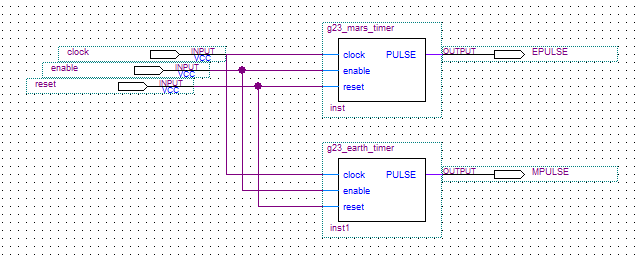 g23_mars_timer
clock INPUT VCC clock PULSE OUTPUT EPULSE
enable INPUT VCC enable
reset INPUT VCC reset
inst
g23_earth_timer
clock PULSE OUTPUT MPULSE
enable
reset
inst1